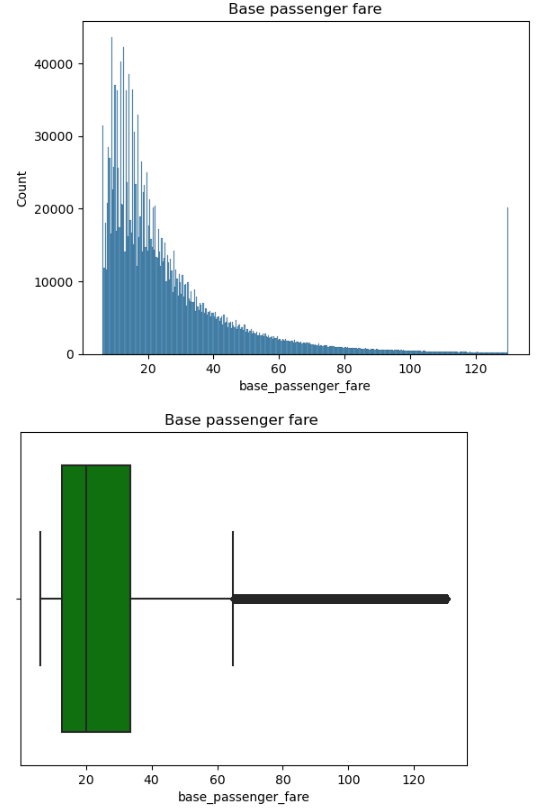 Base passenger fare
40000
30000
20000
10000
0
Count
20 40 60 80 100 120
base_passenger_fare
Base passenger fare
20 40 60 80 100 120
base_passenger_fare